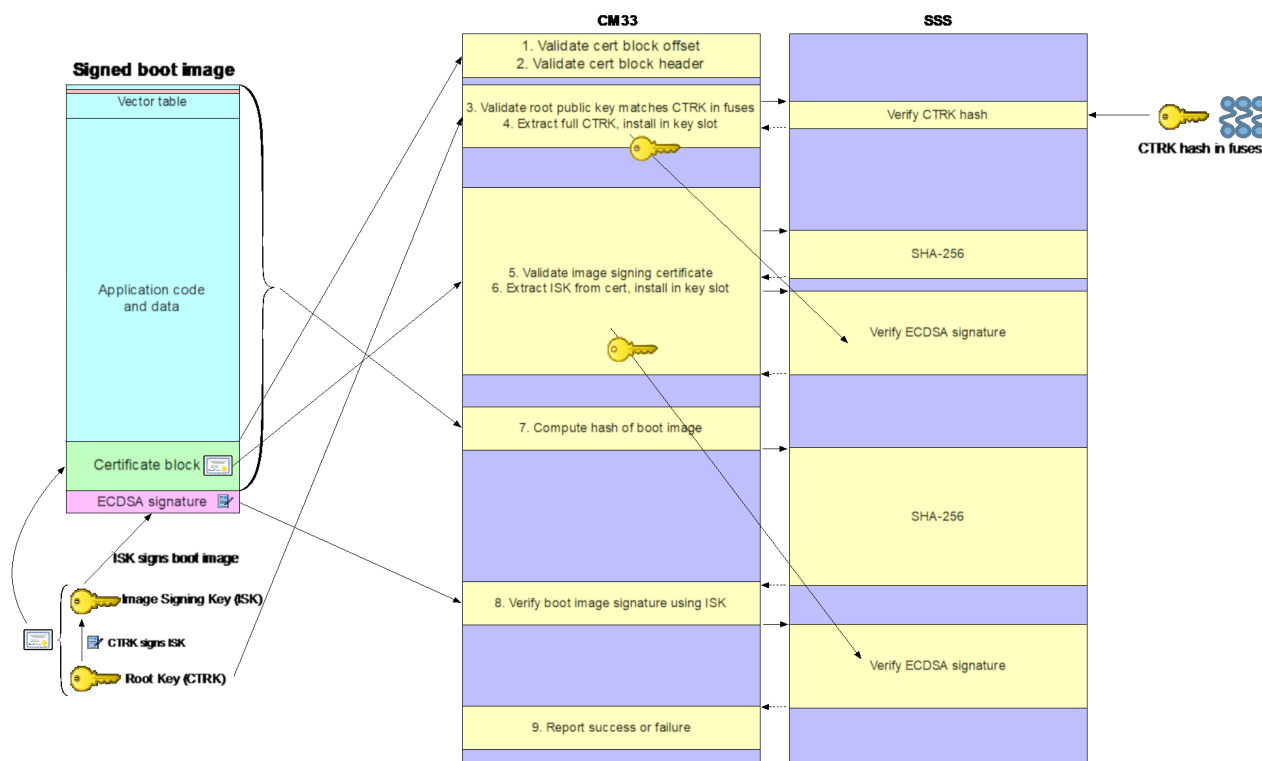 CM33
SSS
Signed boot image
Vector table
Application code
and data
Certificate block
ECDSA signature
ISK signs boot image
Image Signing Key (ISK)
CTRK signs ISK
Root Key (CTRK)
1. Validate cert block offset
2. Validate cert block header
3. Validate root public key matches CTRK in fuses
4. Extract full CTRK, install in key slot
5. Validate image signing certificate
6. Extract ISK from cert, install in key slot
7. Compute hash of boot image
8. Verify boot image signature using ISK
9. Report success or failure
Verify CTRK hash
SHA-256
Verify ECDSA signature
SHA-256
Verify ECDSA signature
CTRK hash in fuses